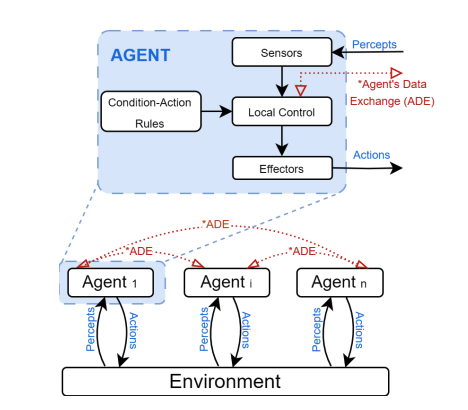 AGENT
Sensors
Percepts
*Agent's Data
Exchange (ADE)
Condition-Action
Rules
Local Control
Effectors
Actions
*ADE
*ADE
*ADE
Agent 1
Agent i
Agent n
Percepts
Actions
Percepts
Actions
Percepts
Actions
Environment